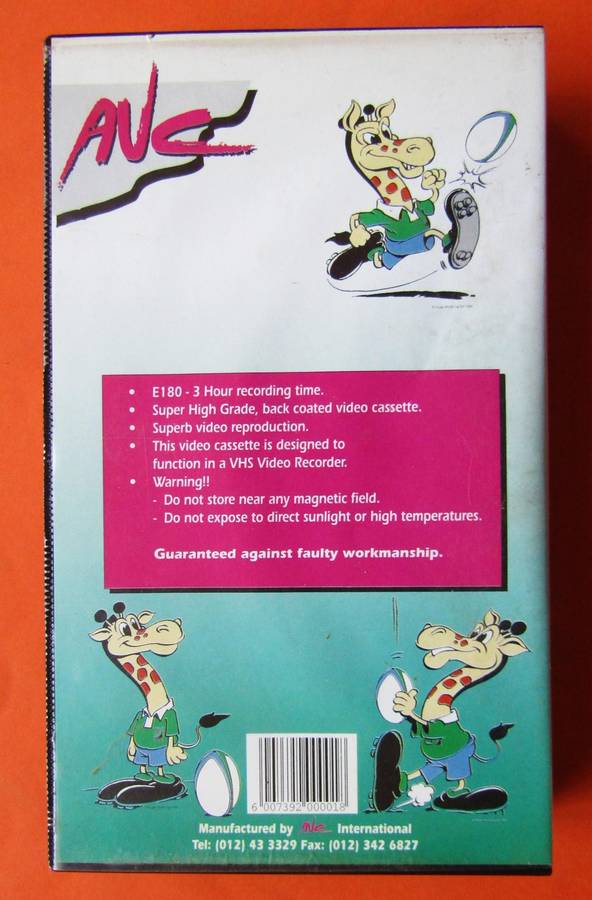 AVC
• E180 - 3 Hour recording time.
• Super High Grade, back coated video cassette.
• Superb video reproduction.
• This video cassette is designed to
function in a VHS Video Recorder.
• Warning!!
- Do not store near any magnetic field.
- Do not expose to direct sunlight or high temperatures.
Guaranteed against faulty workmanship.
6 007392 000018
Manufactured by AVC International
Tel: (012) 43 3329 Fax: (012) 342 6827